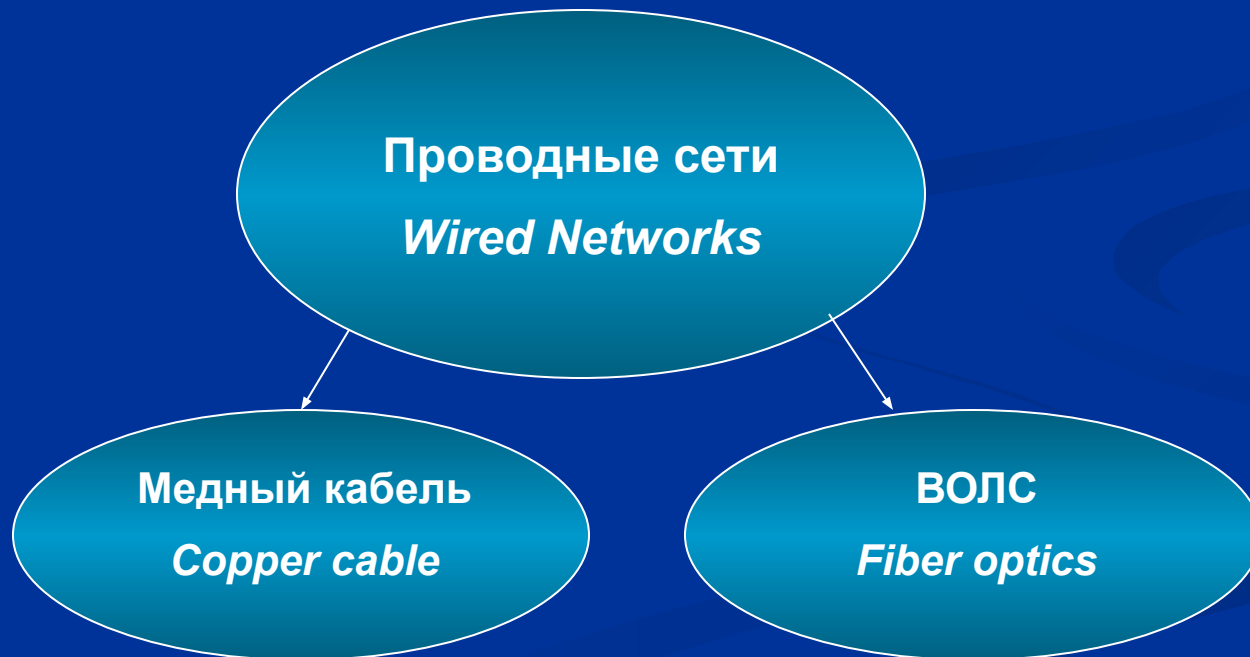 Проводные сети
Wired Networks
Медный кабель
Copper cable
ВОЛС
Fiber optics